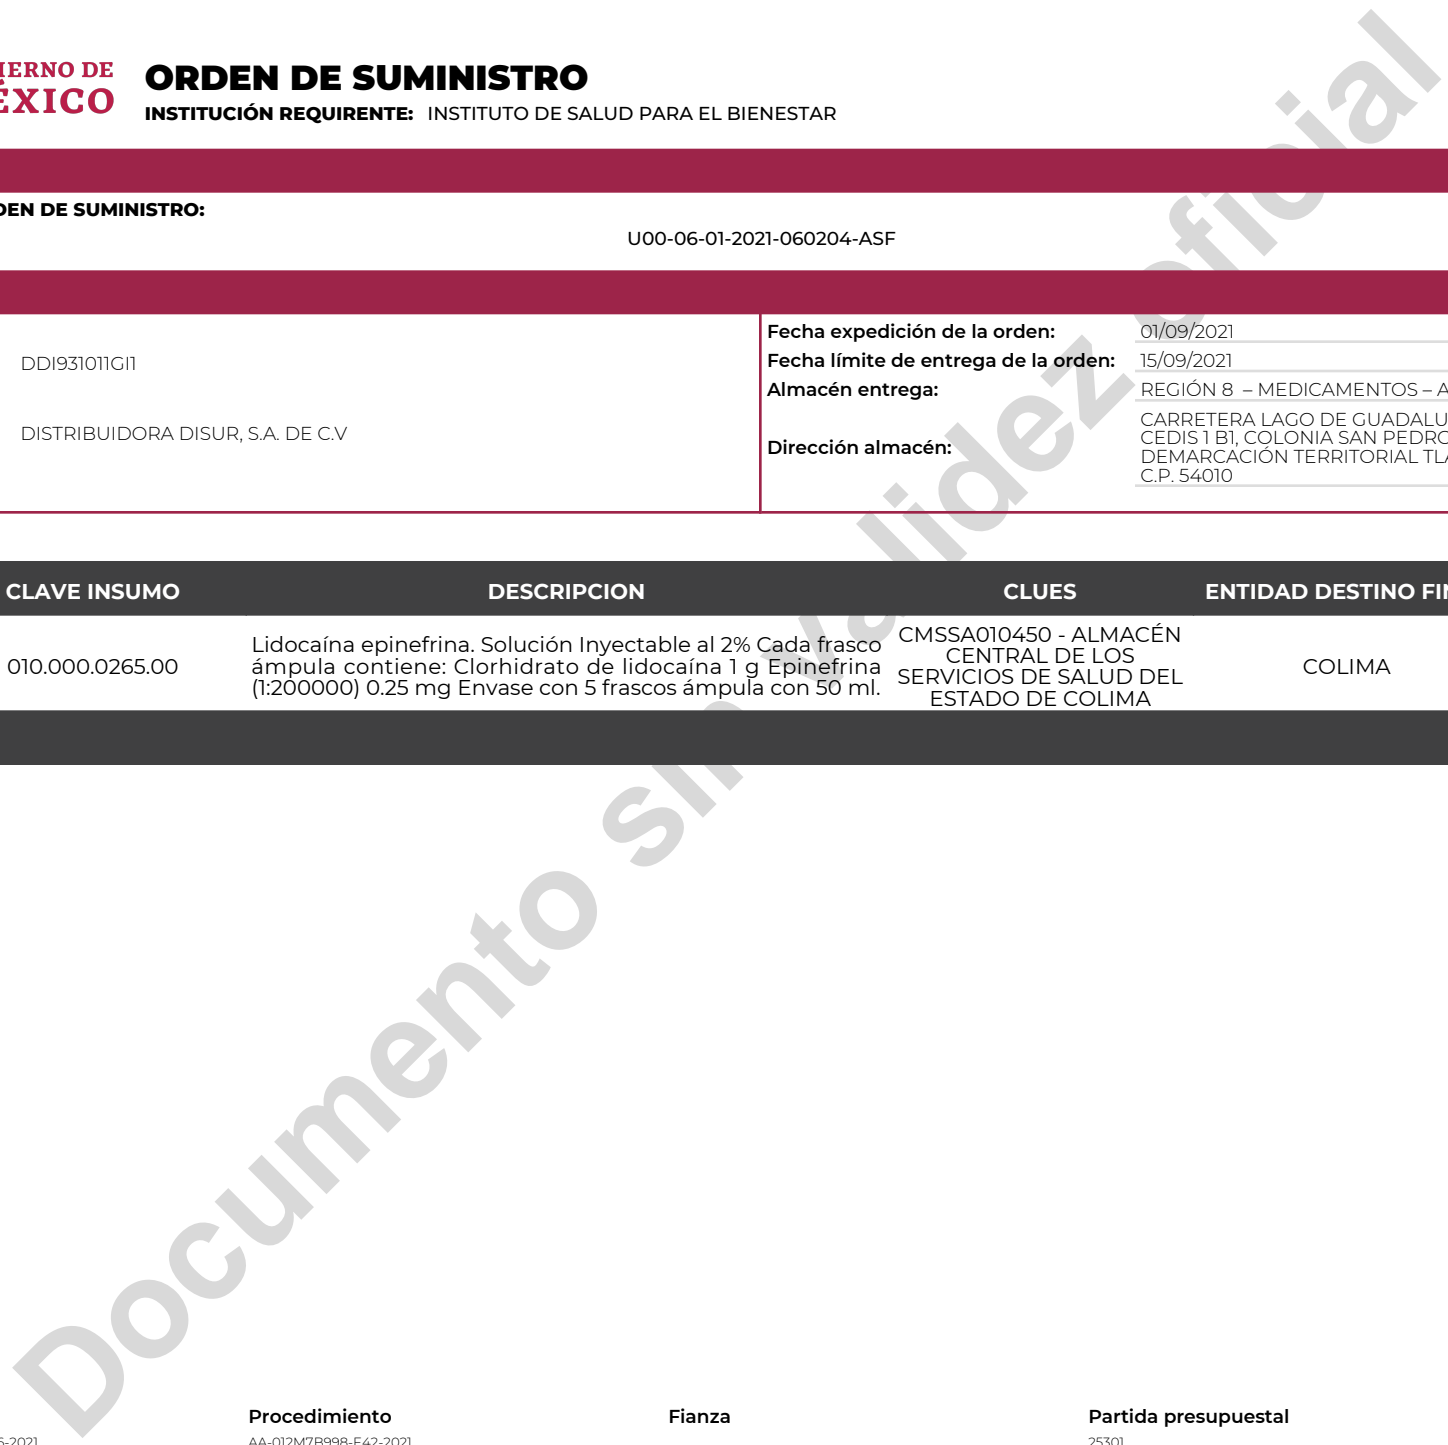 ORDEN DE SUMINISTRO
INSTITUCIÓN REQUIRENTE: INSTITUTO DE SALUD PARA EL BIENESTAR
DE
MÉXICO
DE SUMINISTRO:
U00-06-01-2021-060204-ASF
DDI931011GI1
DISTRIBUIDORA DISUR, S.A. DE C.V
Fecha expedición de la orden: 01/09/2021
Fecha límite de entrega de la orden: 15/09/2021
Almacén entrega: REGIÓN 8 – MEDICAMENTOS –
Dirección almacén:
CARRETERA LAGO DE
CEDIS 1 B1, COLONIA SAN PEDRO
DEMARCACIÓN TERRITORIAL
C.P. 54010
CLAVE INSUMO DESCRIPCION CLUES ENTIDAD DESTINO
010.000.0265.00
Lidocaína epinefrina. Solución Inyectable al 2% Cada frasco
ámpula contiene: Clorhidrato de lidocaína 1 g Epinefrina
(1:200000) 0.25 mg Envase con 5 frascos ámpula con 50 ml.
CMSSA010450 - ALMACÉN
CENTRAL DE LOS
SERVICIOS DE SALUD DEL
ESTADO DE COLIMA
COLIMA
Documento sin validez oficial
Procedimiento Fianza Partida presupuestal
AA-012M7B998-E42-2021 25301